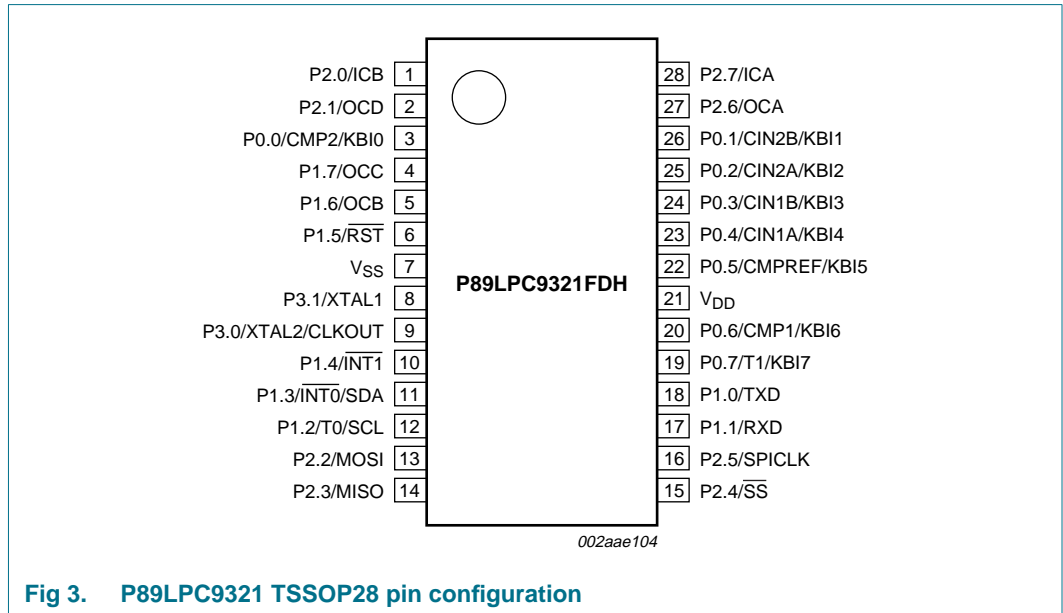 P2.0/ICB 1
P2.1/OCD 2
P0.0/CMP2/KBI0 3
P1.7/OCC 4
P1.6/OCB 5
P1.5/R̅S̅T̅ 6
VSS 7
P3.1/XTAL1 8
P3.0/XTAL2/CLKOUT 9
P1.4/I̅N̅T̅1̅ 10
P1.3/I̅N̅T̅0̅/SDA 11
P1.2/T0/SCL 12
P2.2/MOSI 13
P2.3/MISO 14
P89LPC9321FDH
28 P2.7/ICA
27 P2.6/OCA
26 P0.1/CIN2B/KBI1
25 P0.2/CIN2A/KBI2
24 P0.3/CIN1B/KBI3
23 P0.4/CIN1A/KBI4
22 P0.5/CMPREF/KBI5
21 VDD
20 P0.6/CMP1/KBI6
19 P0.7/T1/KBI7
18 P1.0/TXD
17 P1.1/RXD
16 P2.5/SPICLK
15 P2.4/S̅S̅
002aae104
Fig 3. P89LPC9321 TSSOP28 pin configuration